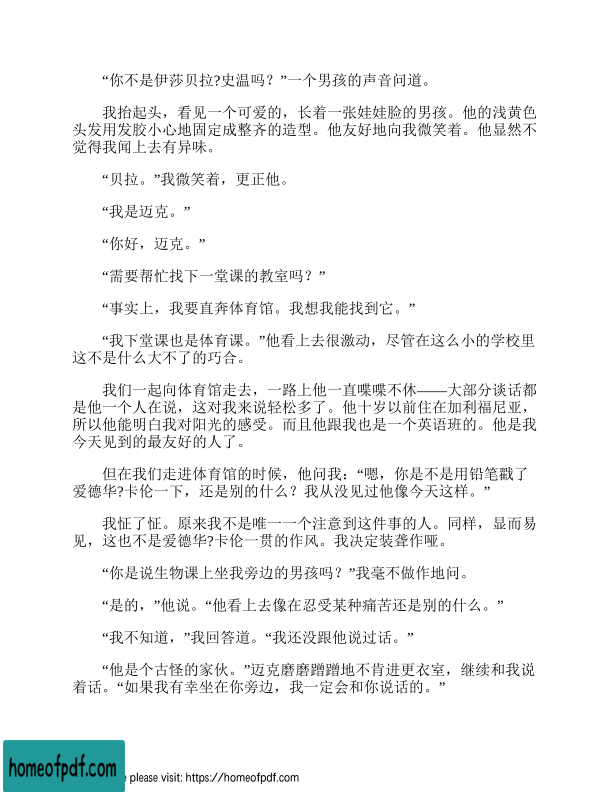 “你不是伊莎贝拉?史温吗？”一个男孩的声音问道。
我抬起头，看见一个可爱的，长着一张娃娃脸的男孩。他的浅黄色
头发用发胶小心地固定成整齐的造型。他友好地向我微笑着。他显然不
觉得我闻上去有异味。
“贝拉。”我微笑着，更正他。
“我是迈克。”
“你好，迈克。”
“需要帮忙找下一堂课的教室吗？”
“事实上，我要直奔体育馆。我想我能找到它。”
“我下堂课也是体育课。”他看上去很激动，尽管在这么小的学校里
这不是什么大不了的巧合。
我们一起向体育馆走去，一路上他一直喋喋不休——大部分谈话都
是他一个人在说，这对我来说轻松多了。他十岁以前住在加利福尼亚，
所以他能明白我对阳光的感受。而且他跟我也是一个英语班的。他是我
今天见到的最友好的人了。
但在我们走进体育馆的时候，他问我：“嗯，你是不是用铅笔戳了
爱德华?卡伦一下，还是别的什么？我从没见过他像今天这样。”
我怔了怔。原来我不是唯一一个注意到这件事的人。同样，显而易
见，这也不是爱德华?卡伦一贯的作风。我决定装聋作哑。
“你是说生物课上坐我旁边的男孩吗？”我毫不做作地问。
“是的，”他说。“他看上去像在忍受某种痛苦还是别的什么。”
“我不知道，”我回答道。“我还没跟他说过话。”
“他是个古怪的家伙。”迈克磨磨蹭蹭地不肯进更衣室，继续和我说
着话。“如果我有幸坐在你旁边，我一定会和你说话的。”
homeofpdf.com
please visit: https://homeofpdf.com